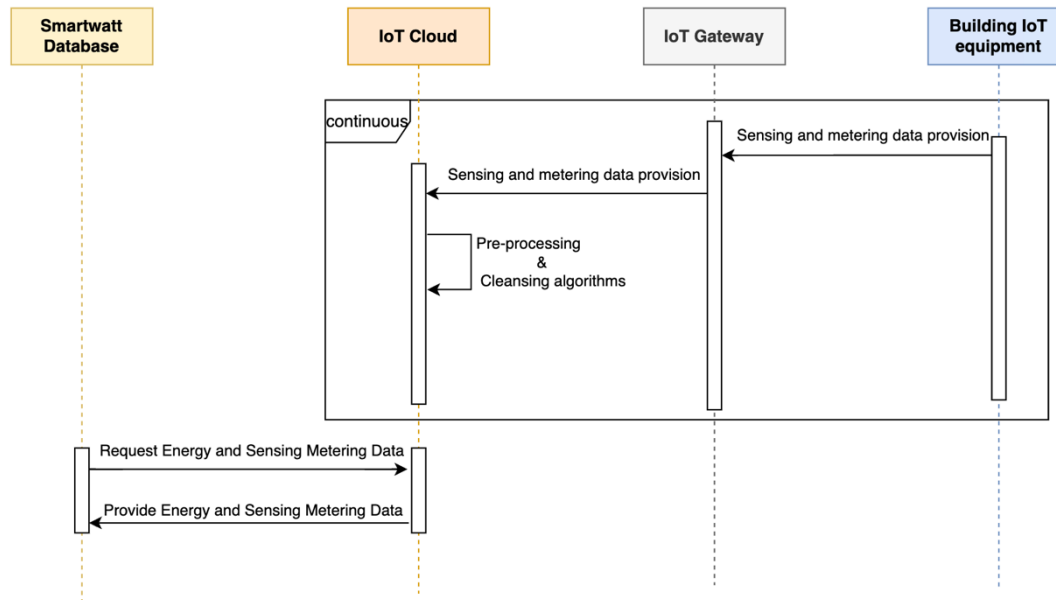 Smartwatt
Database
IoT Cloud
IoT Gateway
Building IoT
equipment
continuous
Sensing and metering data provision
Sensing and metering data provision
Pre-processing
&
Cleansing algorithms
Request Energy and Sensing Metering Data
Provide Energy and Sensing Metering Data